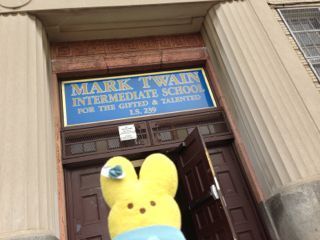 MARK TWAIN
INTERMEDIATE SCHOOL
FOR THE GIFTED & TALENTED
I.S. 239